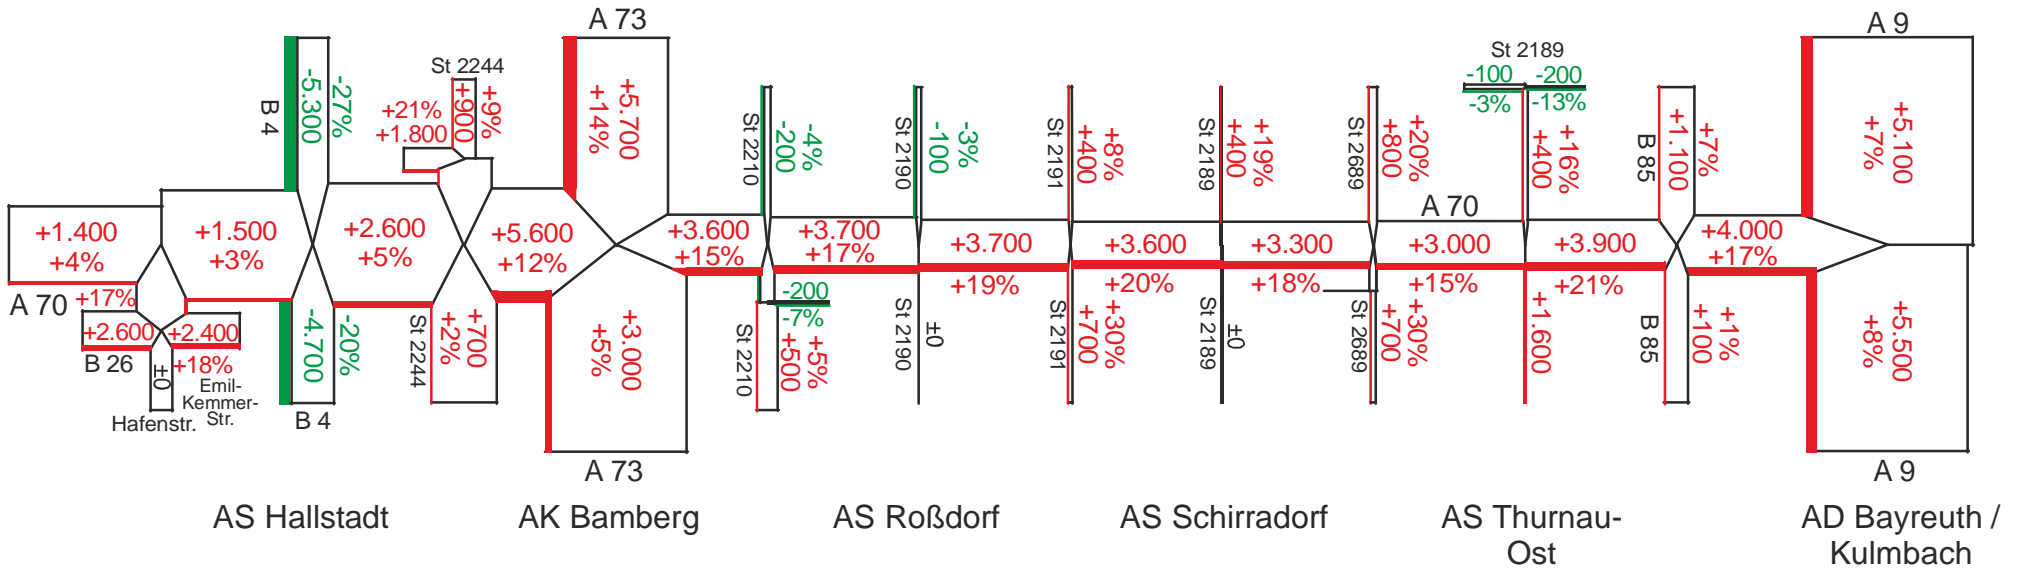 A 73
A 9
St 2189
-100
-200
-3%
-13%
St 2244
B 4
-5.300
-27%
+21%
+1.800
+900
+9%
+5.700
+14%
St 2210
-200
-4%
St 2190
-100
-3%
St 2191
+400
+8%
St 2189
+400
+19%
St 2689
+800
+20%
+400
+16%
B 85
+1.100
+7%
+5.100
+7%
A 70
+1.400
+4%
+1.500
+3%
+2.600
+5%
+5.600
+12%
+3.600
+15%
+3.700
+17%
+3.700
+19%
+3.600
+20%
+3.300
+18%
+3.000
+15%
+3.900
+21%
+4.000
+17%
A 70
+17%
+2.600
B 26
+2.400
+18%
±0
Hafenstr.
Emil-
Kemmer-
Str.
-4.700
-20%
B 4
St 2244
+2%
+700
+5%
+3.000
A 73
-200
-7%
St 2210
+500
+5%
St 2190
±0
St 2191
+700
+30%
St 2189
±0
St 2689
+700
+30%
+1.600
B 85
+100
+1%
+5.500
+8%
A 9
AS Hallstadt
AK Bamberg
AS Roßdorf
AS Schirradorf
AS Thurnau-
Ost
AD Bayreuth /
Kulmbach